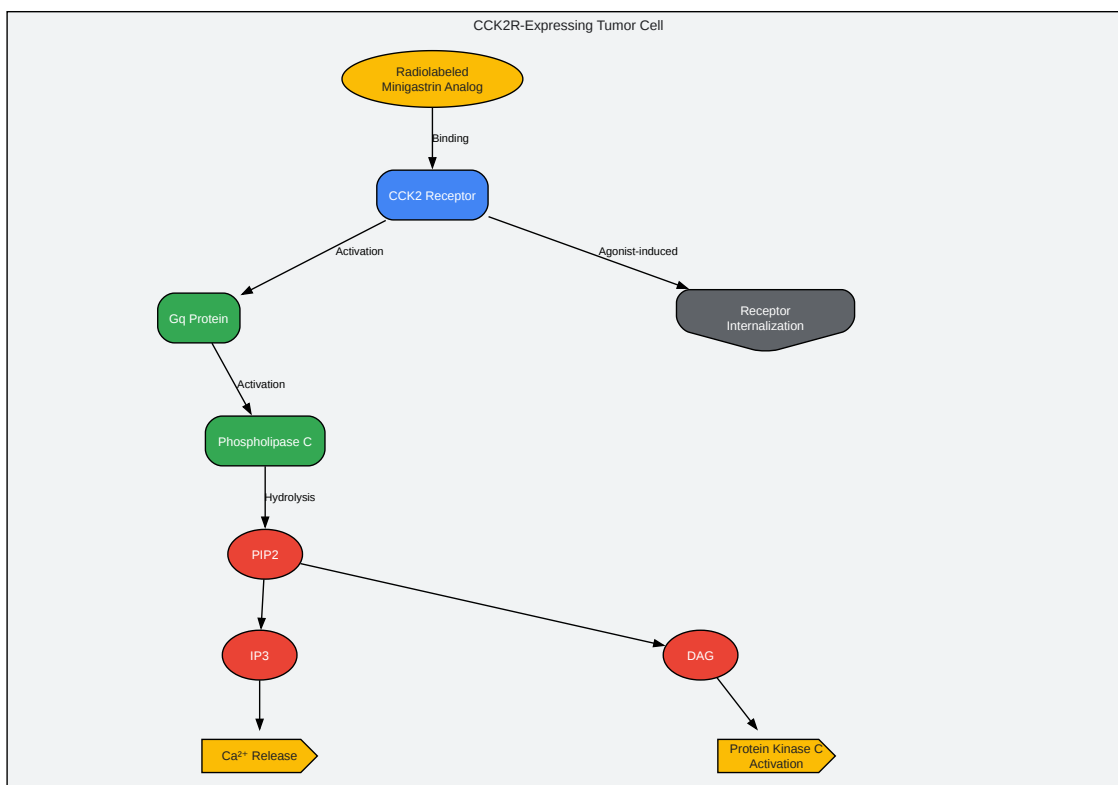 CCK2R-Expressing Tumor Cell
Radiolabeled
Minigastrin Analog
Binding
CCK2 Receptor
Activation
Agonist-induced
Gq Protein
Receptor
Internalization
Activation
Phospholipase C
Hydrolysis
PIP2
IP3
DAG
Ca²⁺ Release
Protein Kinase C
Activation